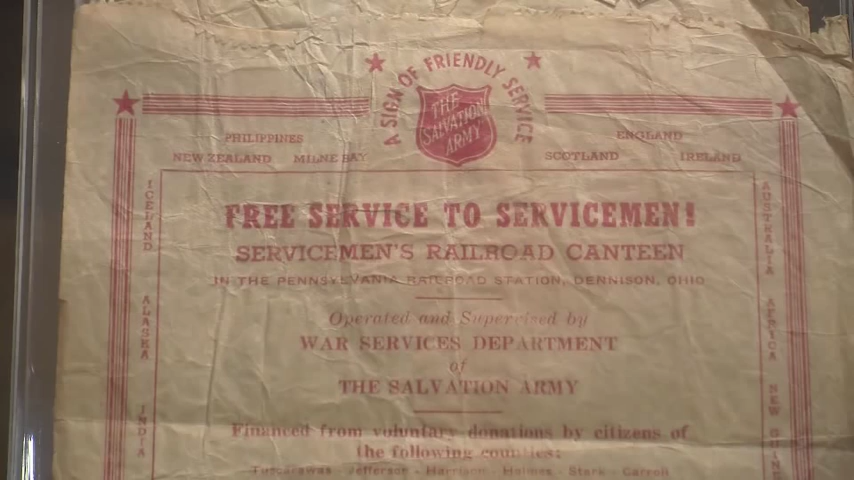 A SIGN OF FRIENDLY SERVICE
THE
SALVATION
ARMY
PHILIPPINES
NEW ZEALAND MILNE BAY
ENGLAND
SCOTLAND IRELAND
ICELAND
ALASKA
INDIA
FREE SERVICE TO SERVICEMEN!
SERVICEMEN'S RAILROAD CANTEEN
IN THE PENNSYLVANIA RAILROAD STATION, DENNISON, OHIO
Operated and Supervised by
WAR SERVICES DEPARTMENT
of
THE SALVATION ARMY
Financed from voluntary donations by citizens of
the following counties:
Tuscarawas - Jefferson - Harrison - Holmes - Stark - Carroll
AUSTRALIA
AFRICA
NEW GUINE